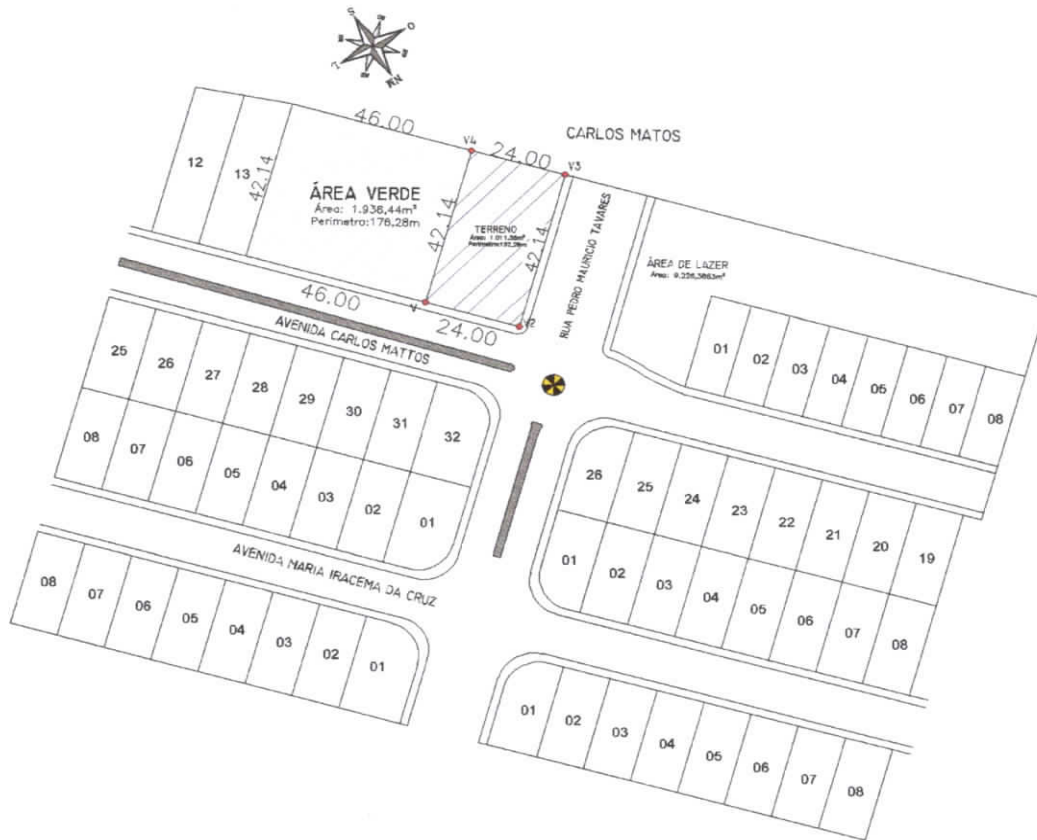 S
O
L
N
46.00
24.00
V4
V3
CARLOS MATOS
12
13
42.14
ÁREA VERDE
Área: 1.938,44m²
Perímetro:176,28m
42.14
TERRENO
42.14
RUA PEDRO MAURICIO TAVARES
ÁREA DE LAZER
46.00
V
24.00
V2
AVENIDA CARLOS MATTOS
01 02 03 04 05 06 07 08
25 26 27 28 29 30 31 32
08 07 06 05 04 03 02 01
26 25 24 23 22 21 20 19
01 02 03 04 05 06 07 08
AVENIDA MARIA IRACEMA DA CRUZ
08 07 06 05 04 03 02 01
01 02 03 04 05 06 07 08